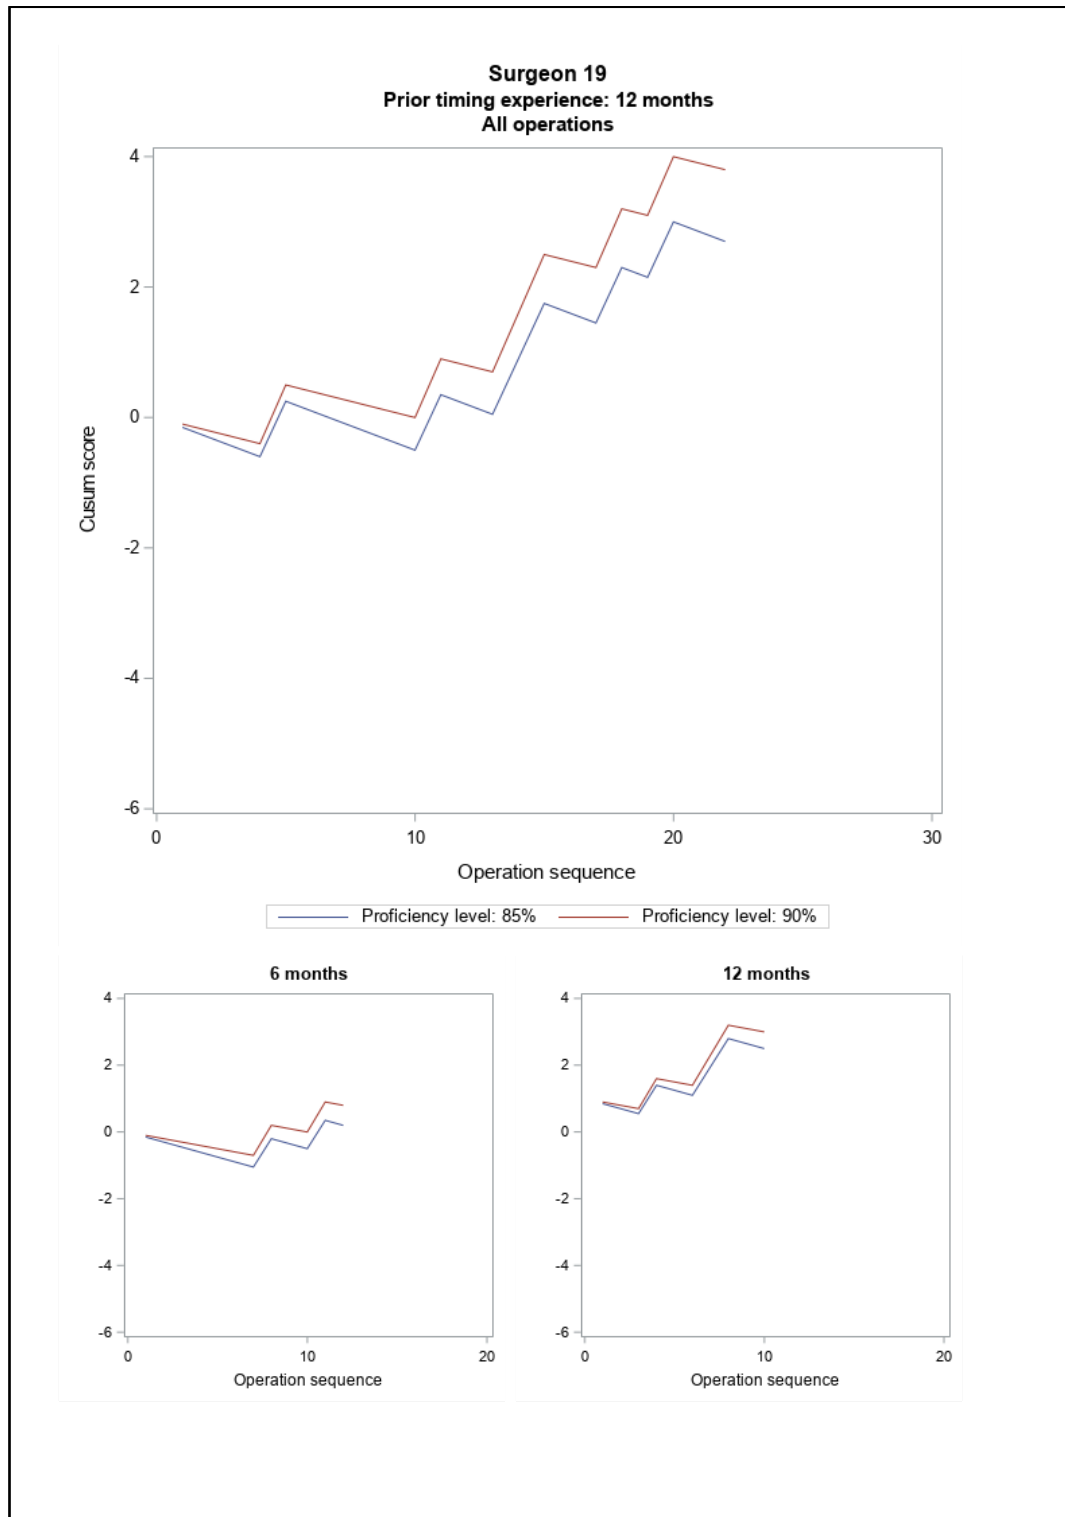 Surgeon 19
Prior timing experience: 12 months
All operations
4
2
0
-2
-4
-6
Cusum score
0 10 20 30
Operation sequence
Proficiency level: 85% Proficiency level: 90%
6 months
4
2
0
-2
-4
-6
0 10 20
Operation sequence
12 months
4
2
0
-2
-4
-6
0 10 20
Operation sequence